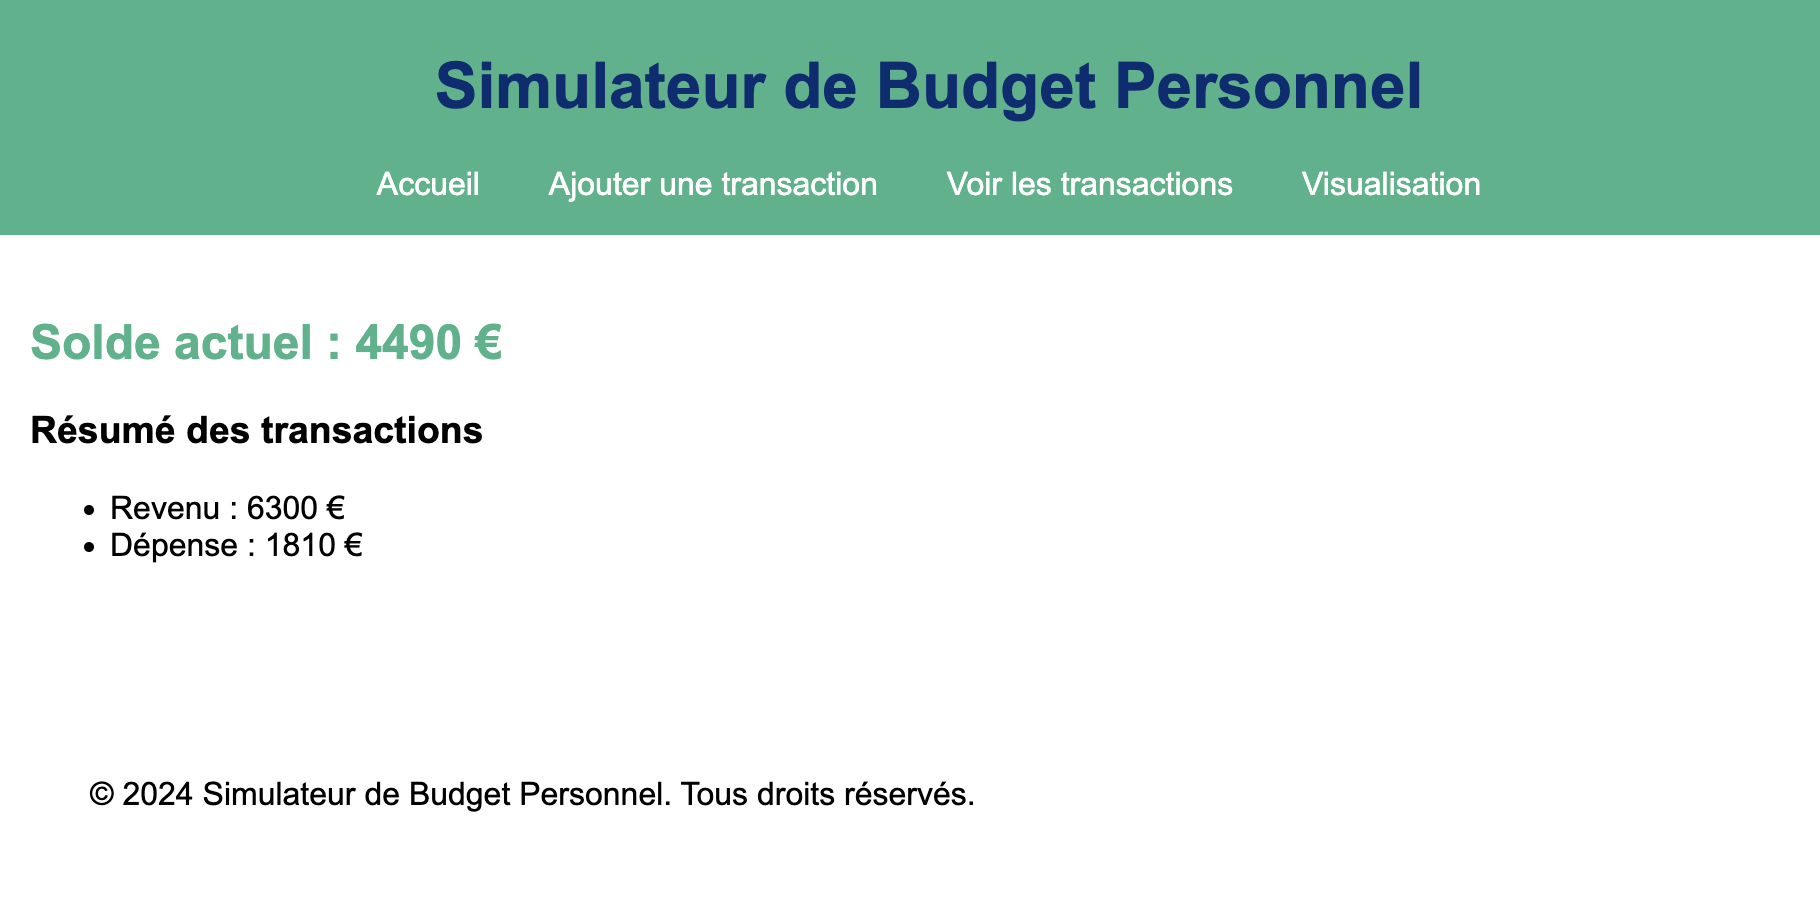 Simulateur de Budget Personnel
Accueil Ajouter une transaction Voir les transactions Visualisation
Solde actuel : 4490 €
Résumé des transactions
• Revenu : 6300 €
• Dépense : 1810 €
© 2024 Simulateur de Budget Personnel. Tous droits réservés.